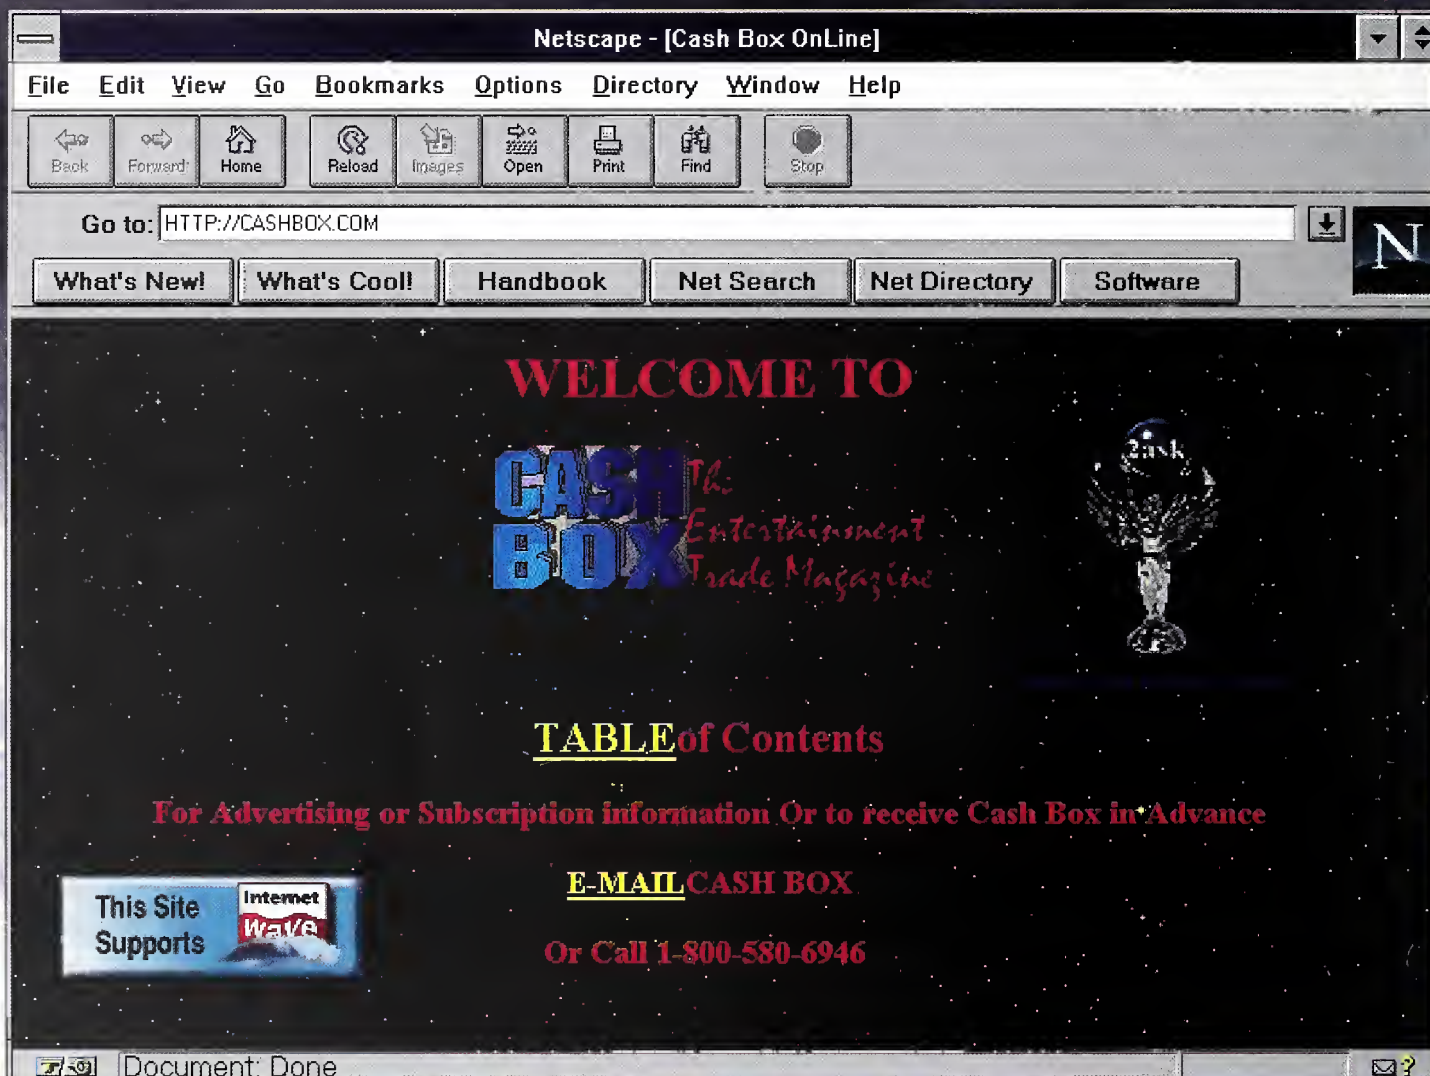 Netscape - [Cash Box OnLine]
File Edit View Go Bookmarks Options Directory Window Help
Back Forward Home Reload Images Open Print Find Stop
Go to: HTTP://CASHBOX.COM
N
What's New! What's Cool! Handbook Net Search Net Directory Software
WELCOME TO
CASH BOX
The
Entertainment
Trade Magazine
2ask
TABLE of Contents
For Advertising or Subscription information Or to receive Cash Box in Advance
E-MAIL CASH BOX
Or Call 1-800-580-6946
This Site
Supports
Internet
wave
Document: Done